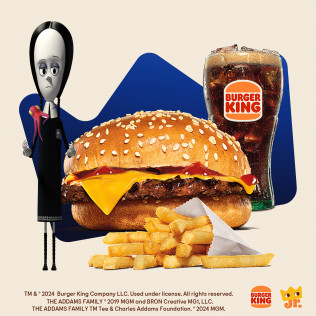 BURGER
KING
TM & © 2024 Burger King Company LLC. Used under license. All rights reserved.
THE ADDAMS FAMILY © 2019 MGM and BRON Creative MG1, LLC.
THE ADDAMS FAMILY TM Tee & Charles Addams Foundation. © 2024 MGM.
BURGER
KING
Jr.